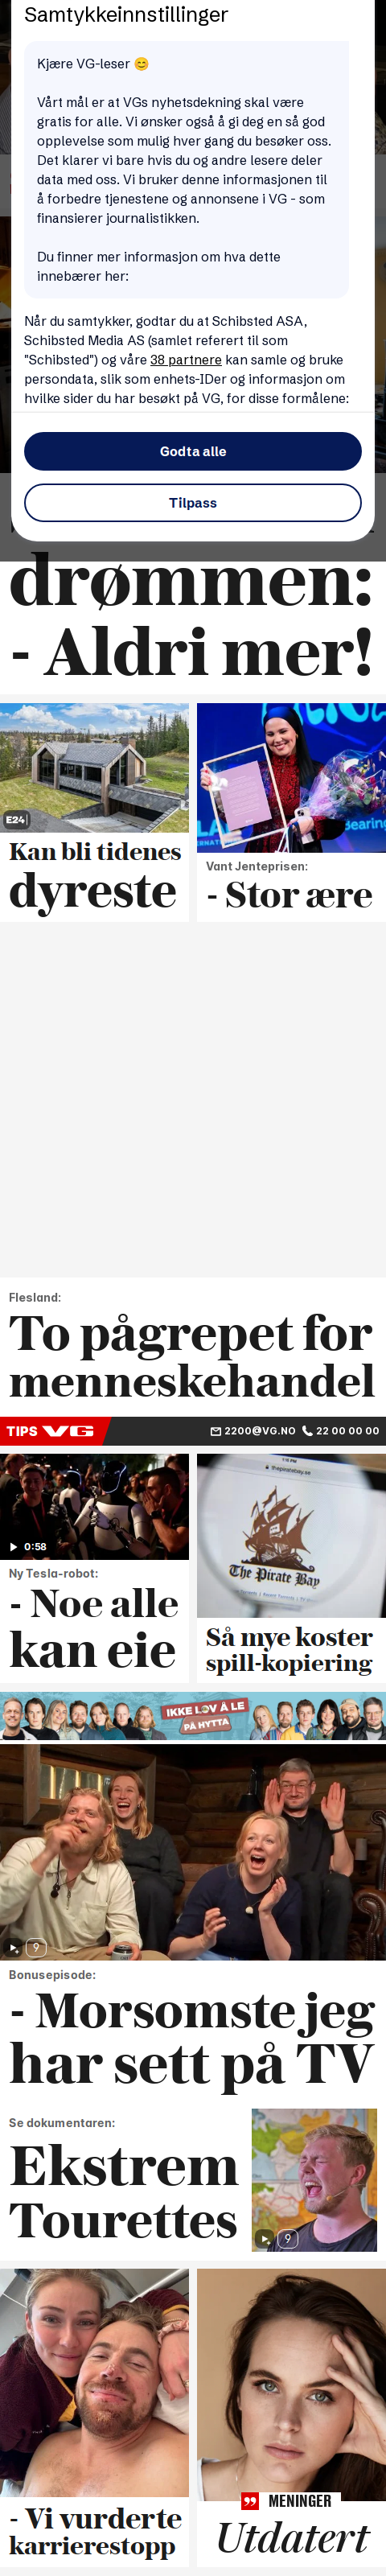 Samtykkeinnstillinger
Kjære VG-leser 😊
Vårt mål er at VGs nyhetsdekning skal være
gratis for alle. Vi ønsker også å gi deg en så god
opplevelse som mulig hver gang du besøker oss.
Det klarer vi bare hvis du og andre lesere deler
data med oss. Vi bruker denne informasjonen til
å forbedre tjenestene og annonsene i VG - som
finansierer journalistikken.
Du finner mer informasjon om hva dette
innebærer her:
Når du samtykker, godtar du at Schibsted ASA,
Schibsted Media AS (samlet referert til som
"Schibsted") og våre 38 partnere kan samle og bruke
persondata, slik som enhets-IDer og informasjon om
hvilke sider du har besøkt på VG, for disse formålene:
Godta alle
Tilpass
drømmen:
- Aldri mer!
E24
Kan bli tidenes
dyreste
Vant Jenteprisen:
- Stor ære
Flesland:
To pågrepet for
menneskehandel
TIPS VG 2200@VG.NO 22 00 00 00
0:58
Ny Tesla-robot:
- Noe alle
kan eie
The Pirate Bay
Så mye koster
spill-kopiering
IKKE LOV Å LE
PÅ HYTTA
9
Bonusepisode:
- Morsomste jeg
har sett på TV
Se dokumentaren:
Ekstrem
Tourettes
9
- Vi vurderte
karrierestopp
MENINGER
Utdatert